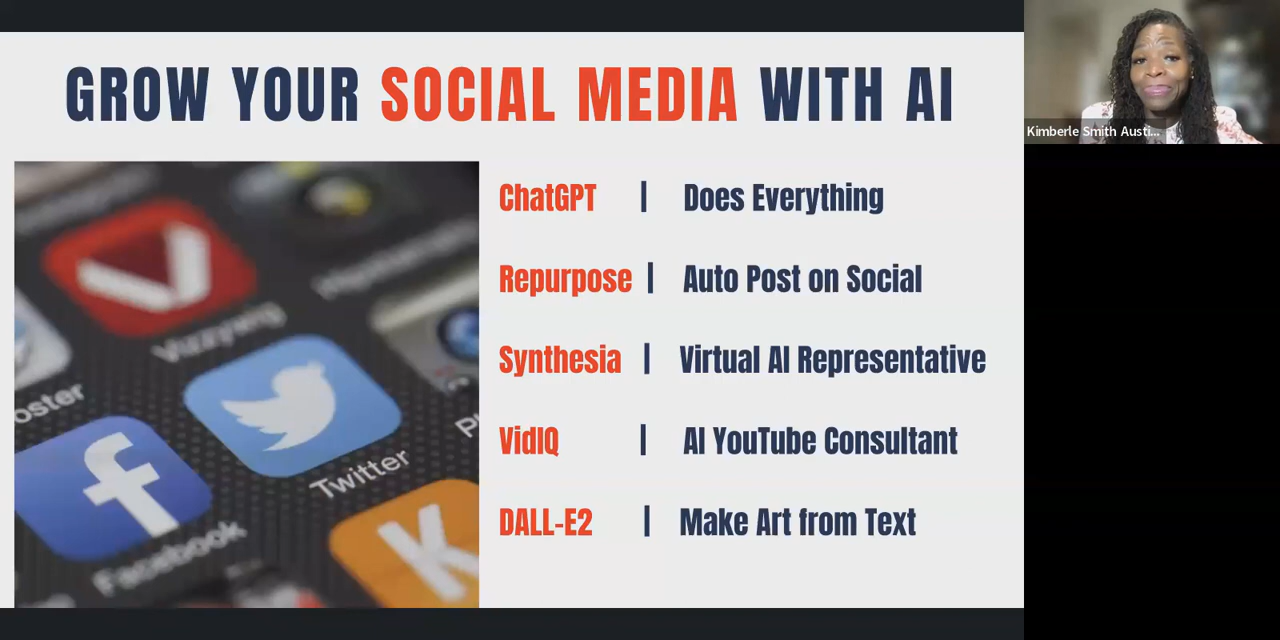 GROW YOUR SOCIAL MEDIA WITH AI
Kimberle Smith Austi...
ChatGPT | Does Everything
Repurpose | Auto Post on Social
Synthesia | Virtual AI Representative
VidIQ | AI YouTube Consultant
DALL-E2 | Make Art from Text
Vizzywig
Twitter
Facebook